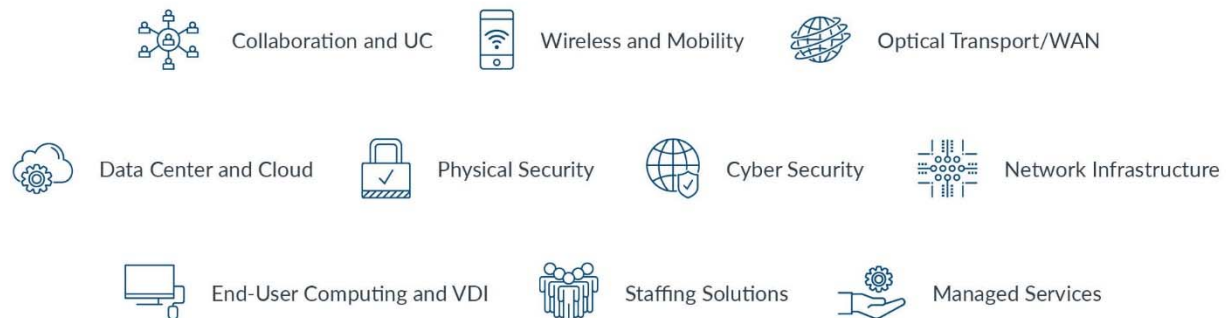 Collaboration and UC
Wireless and Mobility
Optical Transport/WAN
Data Center and Cloud
Physical Security
Cyber Security
Network Infrastructure
End-User Computing and VDI
Staffing Solutions
Managed Services